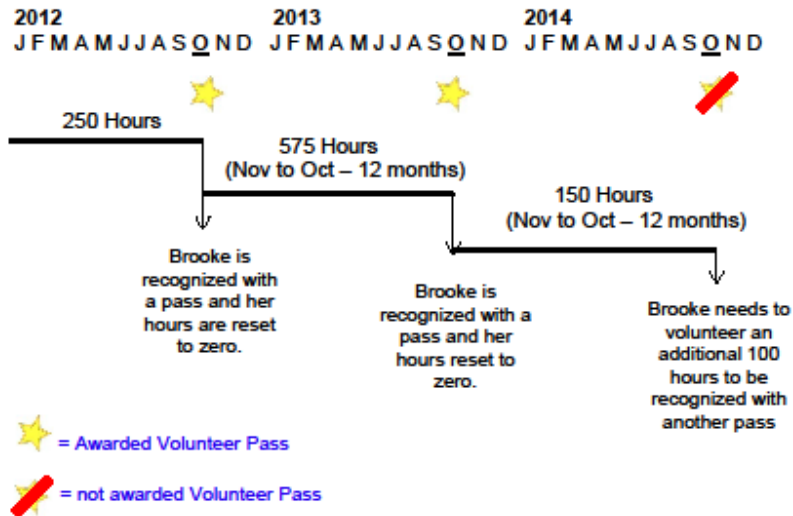 2012 2013 2014
J F M A M J J A S O N D J F M A M J J A S O N D J F M A M J J A S O N D
250 Hours
575 Hours
(Nov to Oct – 12 months)
150 Hours
(Nov to Oct – 12 months)
Brooke is
recognized with
a pass and her
hours are reset
to zero.
Brooke is
recognized with a
pass and her
hours reset to
zero.
Brooke needs to
volunteer an
additional 100
hours to be
recognized with
another pass
= Awarded Volunteer Pass
= not awarded Volunteer Pass